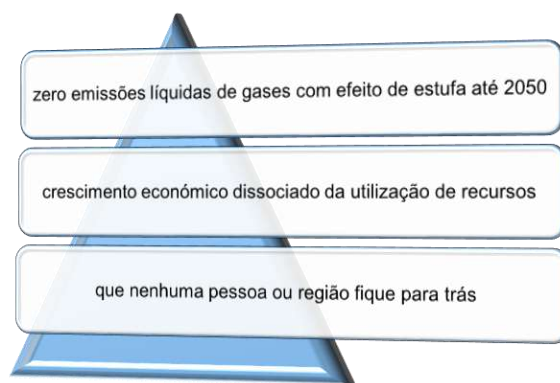 zero emissões líquidas de gases com efeito de estufa até 2050
crescimento económico dissociado da utilização de recursos
que nenhuma pessoa ou região fique para trás